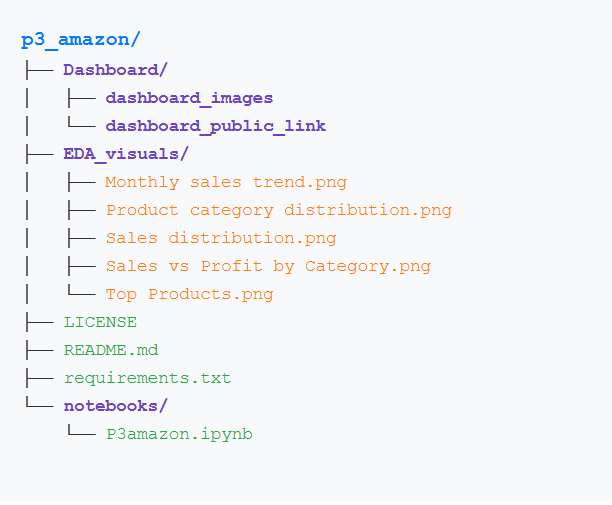 p3_amazon/
├── Dashboard/
│   ├── dashboard_images
│   └── dashboard_public_link
├── EDA_visuals/
│   ├── Monthly sales trend.png
│   ├── Product category distribution.png
│   ├── Sales distribution.png
│   ├── Sales vs Profit by Category.png
│   └── Top Products.png
├── LICENSE
├── README.md
├── requirements.txt
└── notebooks/
    └── P3amazon.ipynb